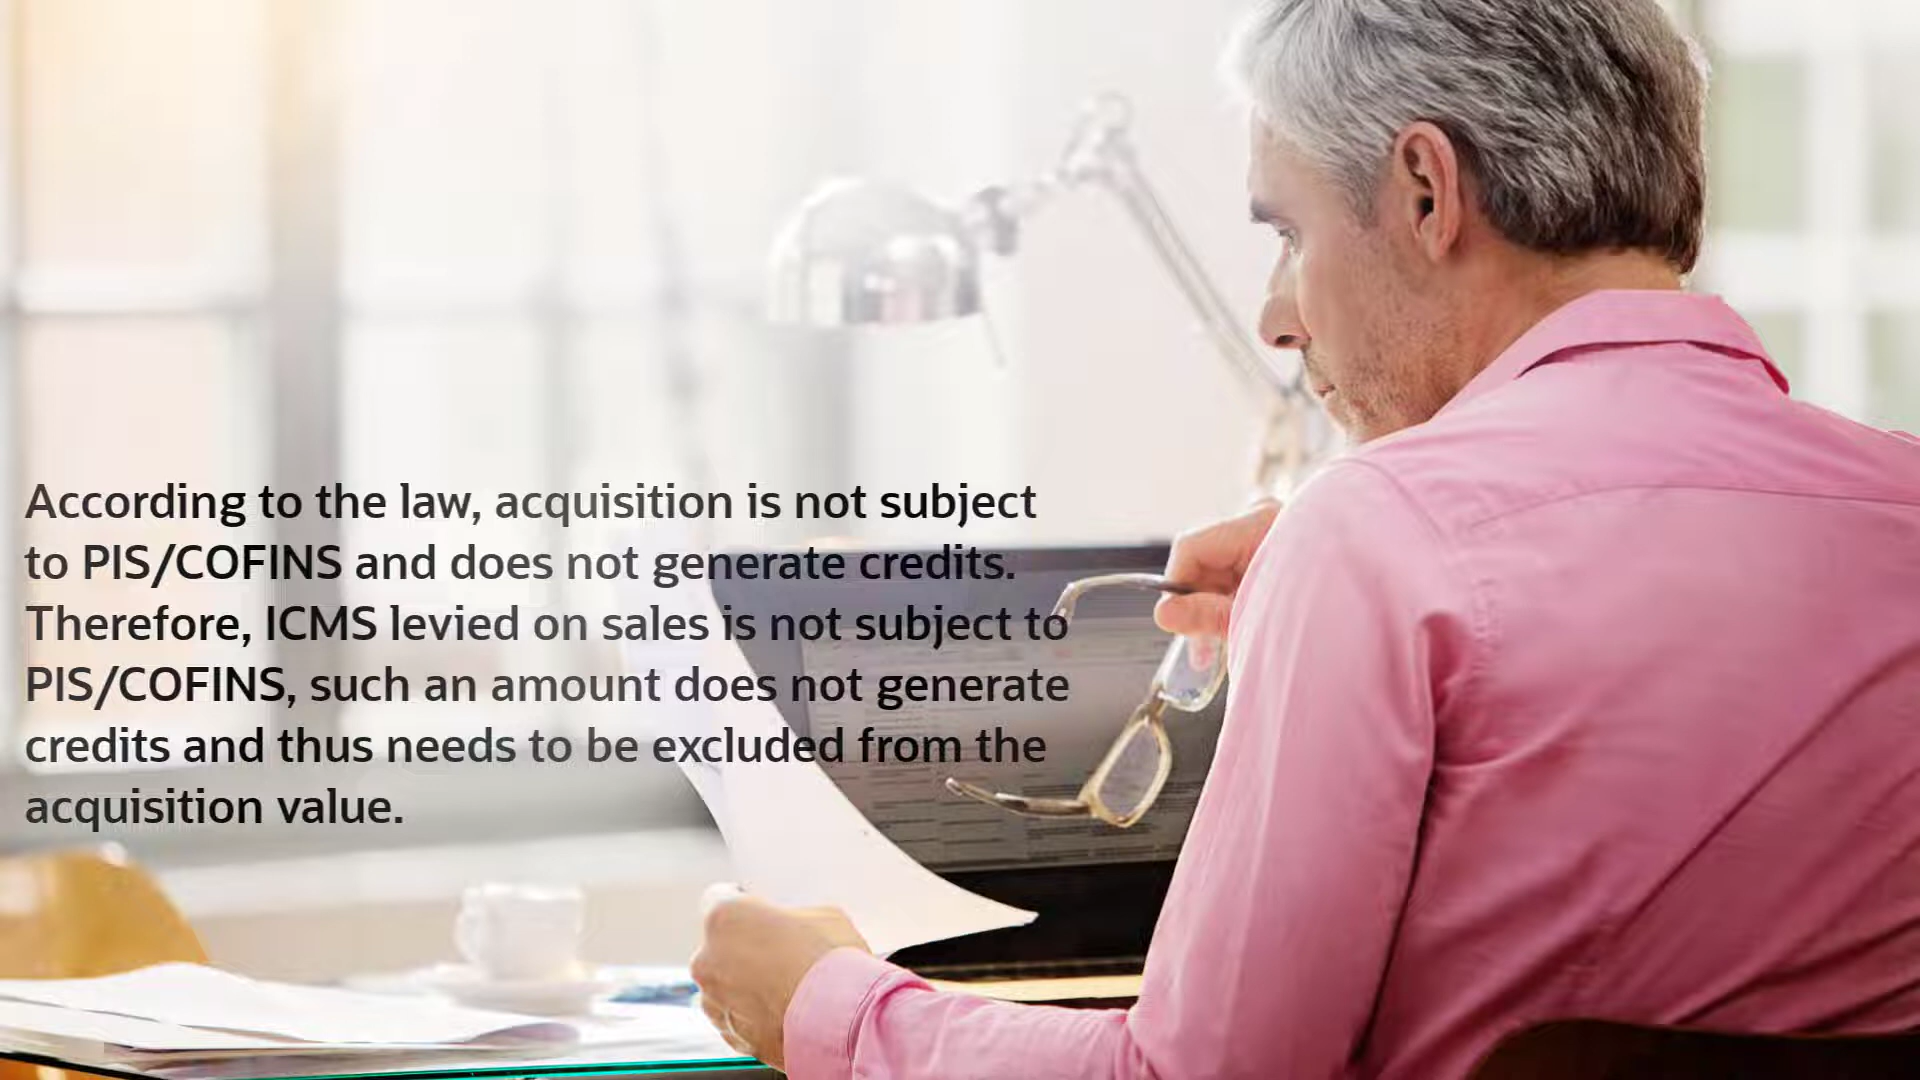 According to the law, acquisition is not subject
to PIS/COFINS and does not generate credits.
Therefore, ICMS levied on sales is not subject to
PIS/COFINS, such an amount does not generate
credits and thus needs to be excluded from the
acquisition value.